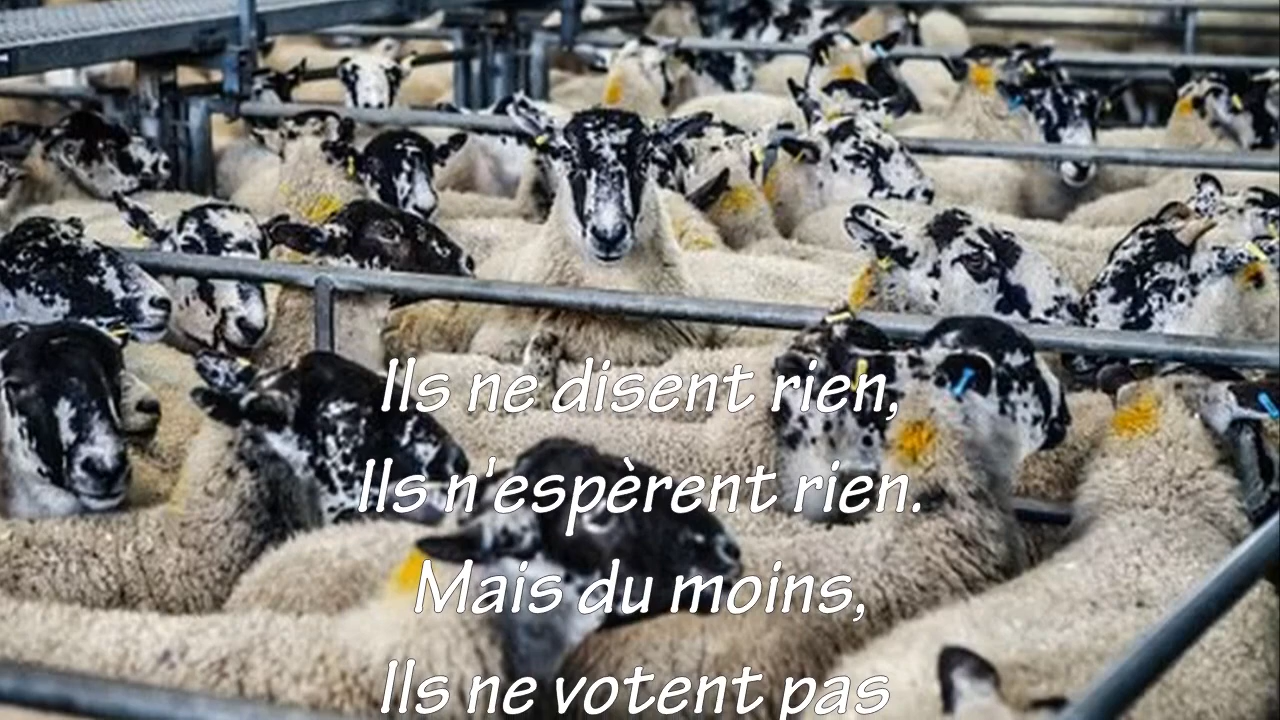 Ils ne disent rien,
Ils n'espèrent rien.
Mais du moins,
Ils ne votent pas